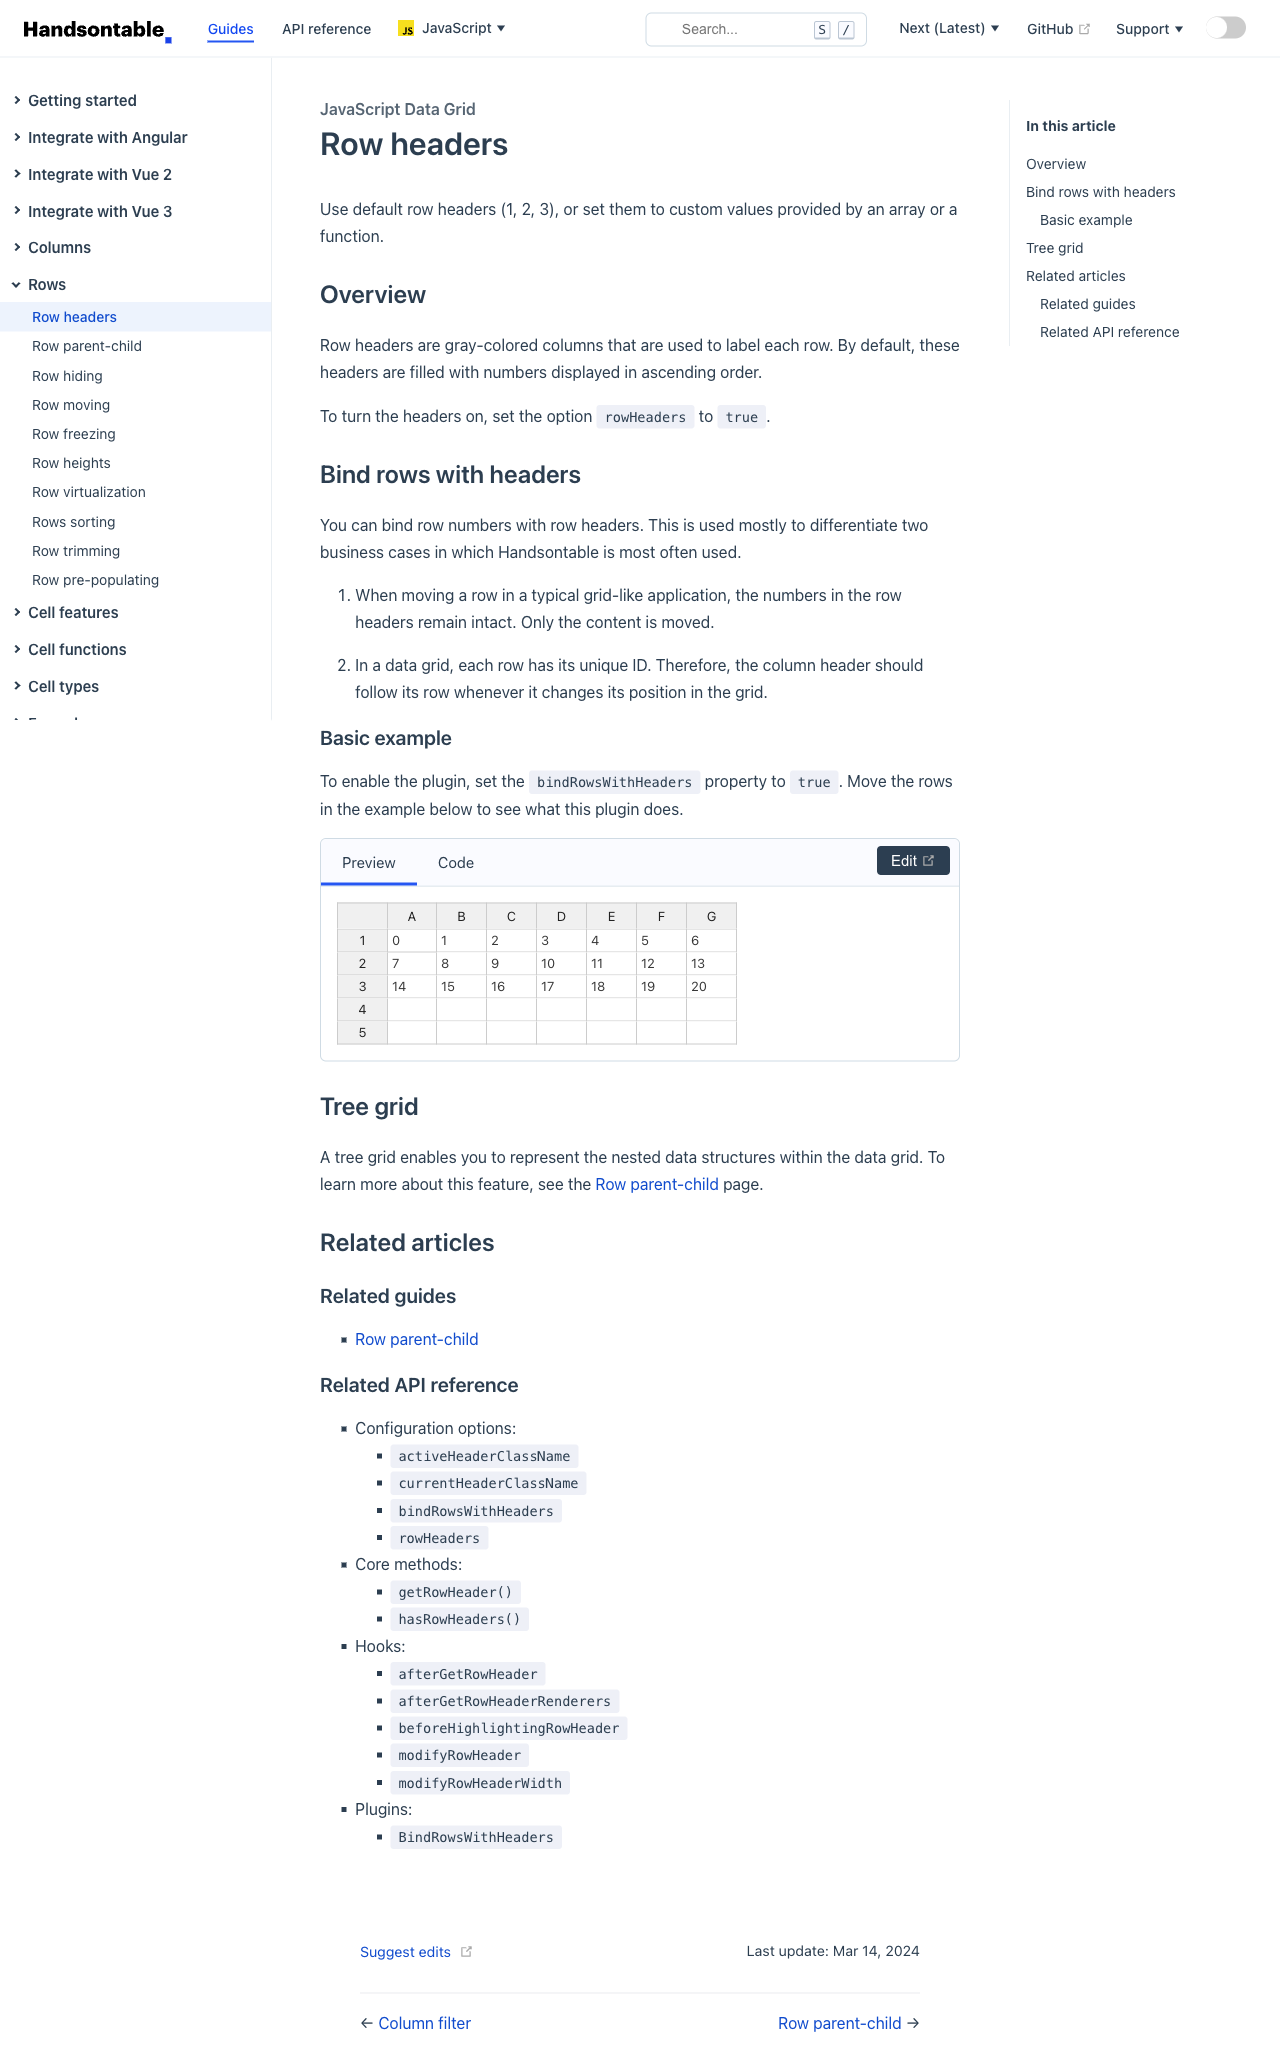 Handsontable
Guides
API reference
JavaScript
Search...
S
/
Next (Latest)
GitHub
Support
Getting started
Integrate with Angular
Integrate with Vue 2
Integrate with Vue 3
Columns
Rows
Row headers
Row parent-child
Row hiding
Row moving
Row freezing
Row heights
Row virtualization
Rows sorting
Row trimming
Row pre-populating
Cell features
Cell functions
Cell types
JavaScript Data Grid
Row headers
Use default row headers (1, 2, 3), or set them to custom values provided by an array or a
function.
Overview
Row headers are gray-colored columns that are used to label each row. By default, these
headers are filled with numbers displayed in ascending order.
To turn the headers on, set the option rowHeaders to true.
Bind rows with headers
You can bind row numbers with row headers. This is used mostly to differentiate two
business cases in which Handsontable is most often used.
1. When moving a row in a typical grid-like application, the numbers in the row
headers remain intact. Only the content is moved.
2. In a data grid, each row has its unique ID. Therefore, the column header should
follow its row whenever it changes its position in the grid.
Basic example
To enable the plugin, set the bindRowsWithHeaders property to true. Move the rows
in the example below to see what this plugin does.
Preview
Code
Edit
A B C D E F G
1 0 1 2 3 4 5 6
2 7 8 9 10 11 12 13
3 14 15 16 17 18 19 20
4
5
Tree grid
A tree grid enables you to represent the nested data structures within the data grid. To
learn more about this feature, see the Row parent-child page.
Related articles
Related guides
Row parent-child
Related API reference
Configuration options:
activeHeaderClassName
currentHeaderClassName
bindRowsWithHeaders
rowHeaders
Core methods:
getRowHeader()
hasRowHeaders()
Hooks:
afterGetRowHeader
afterGetRowHeaderRenderers
beforeHighlightingRowHeader
modifyRowHeader
modifyRowHeaderWidth
Plugins:
BindRowsWithHeaders
Suggest edits
Last update: Mar 14, 2024
← Column filter
Row parent-child →
In this article
Overview
Bind rows with headers
Basic example
Tree grid
Related articles
Related guides
Related API reference